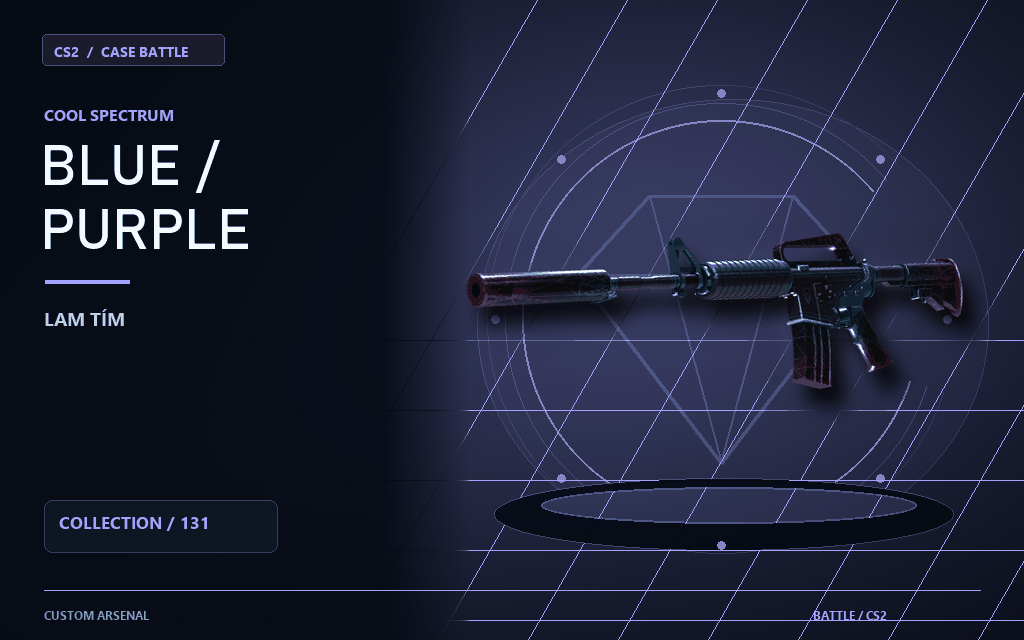 CS2 / CASE BATTLE
COOL SPECTRUM
BLUE /
PURPLE
LAM TÍM
COLLECTION / 131
CUSTOM ARSENAL
BATTLE / CS2